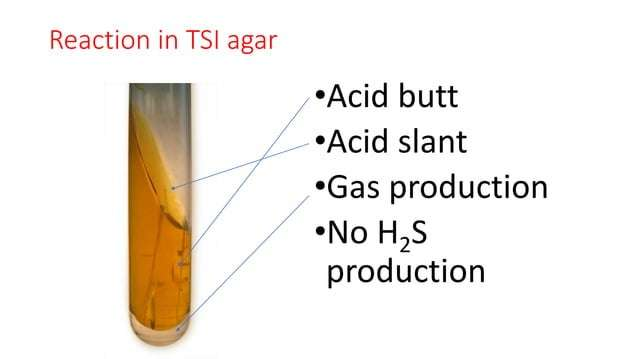 Reaction in TSI agar
•Acid butt
•Acid slant
•Gas production
•No H₂S
production